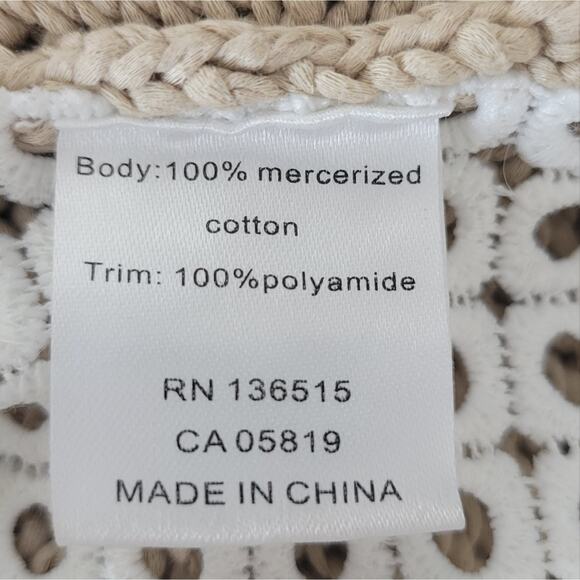 Body:100% mercerized
cotton
Trim: 100%polyamide
RN 136515
CA 05819
MADE IN CHINA